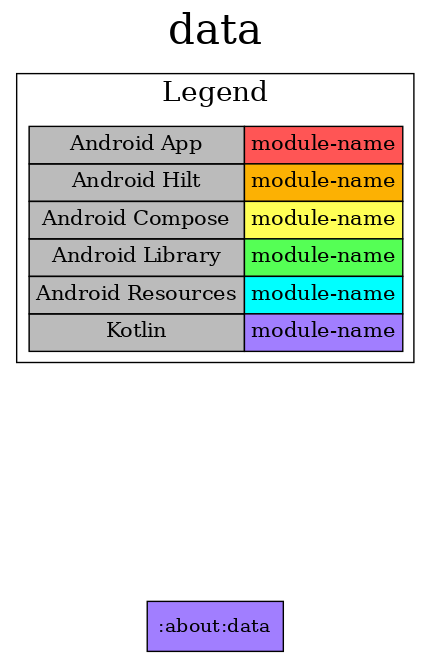 data
Legend
Android App module-name
Android Hilt module-name
Android Compose module-name
Android Library module-name
Android Resources module-name
Kotlin module-name
:about:data